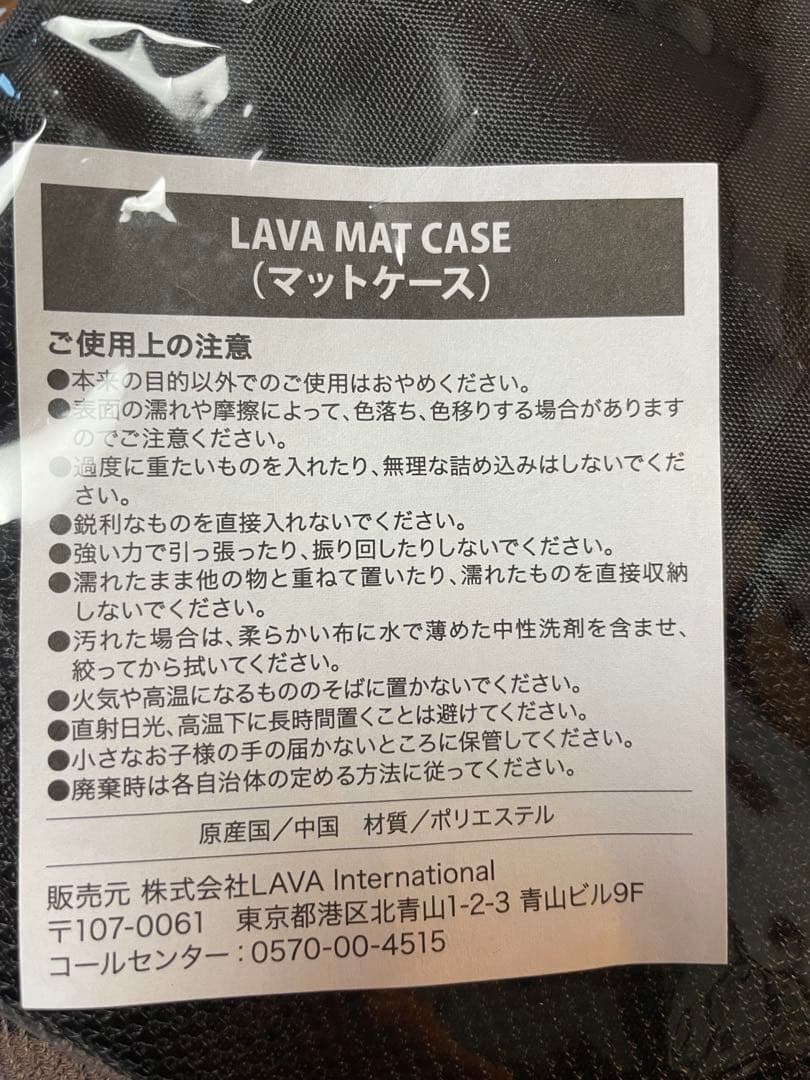 LAVA MAT CASE
（マットケース）
ご使用上の注意
●本来の目的以外でのご使用はおやめください。
●表面の濡れや摩擦によって、色落ち、色移りする場合があります
のでご注意ください。
●過度に重たいものを入れたり、無理な詰め込みはしないでくだ
さい。
●鋭利なものを直接入れないでください。
●強い力で引っ張ったり、振り回したりしないでください。
●濡れたまま他の物と重ねて置いたり、濡れたものを直接収納
しないでください。
●汚れた場合は、柔らかい布に水で薄めた中性洗剤を含ませ、
絞ってから拭いてください。
●火気や高温になるもののそばに置かないでください。
●直射日光、高温下に長時間置くことは避けてください。
●小さなお子様の手の届かないところに保管してください。
●廃棄時は各自治体の定める方法に従ってください。
原産国／中国　材質／ポリエステル
販売元 株式会社LAVA International
〒107-0061　東京都港区北青山1-2-3 青山ビル9F
コールセンター：0570-00-4515